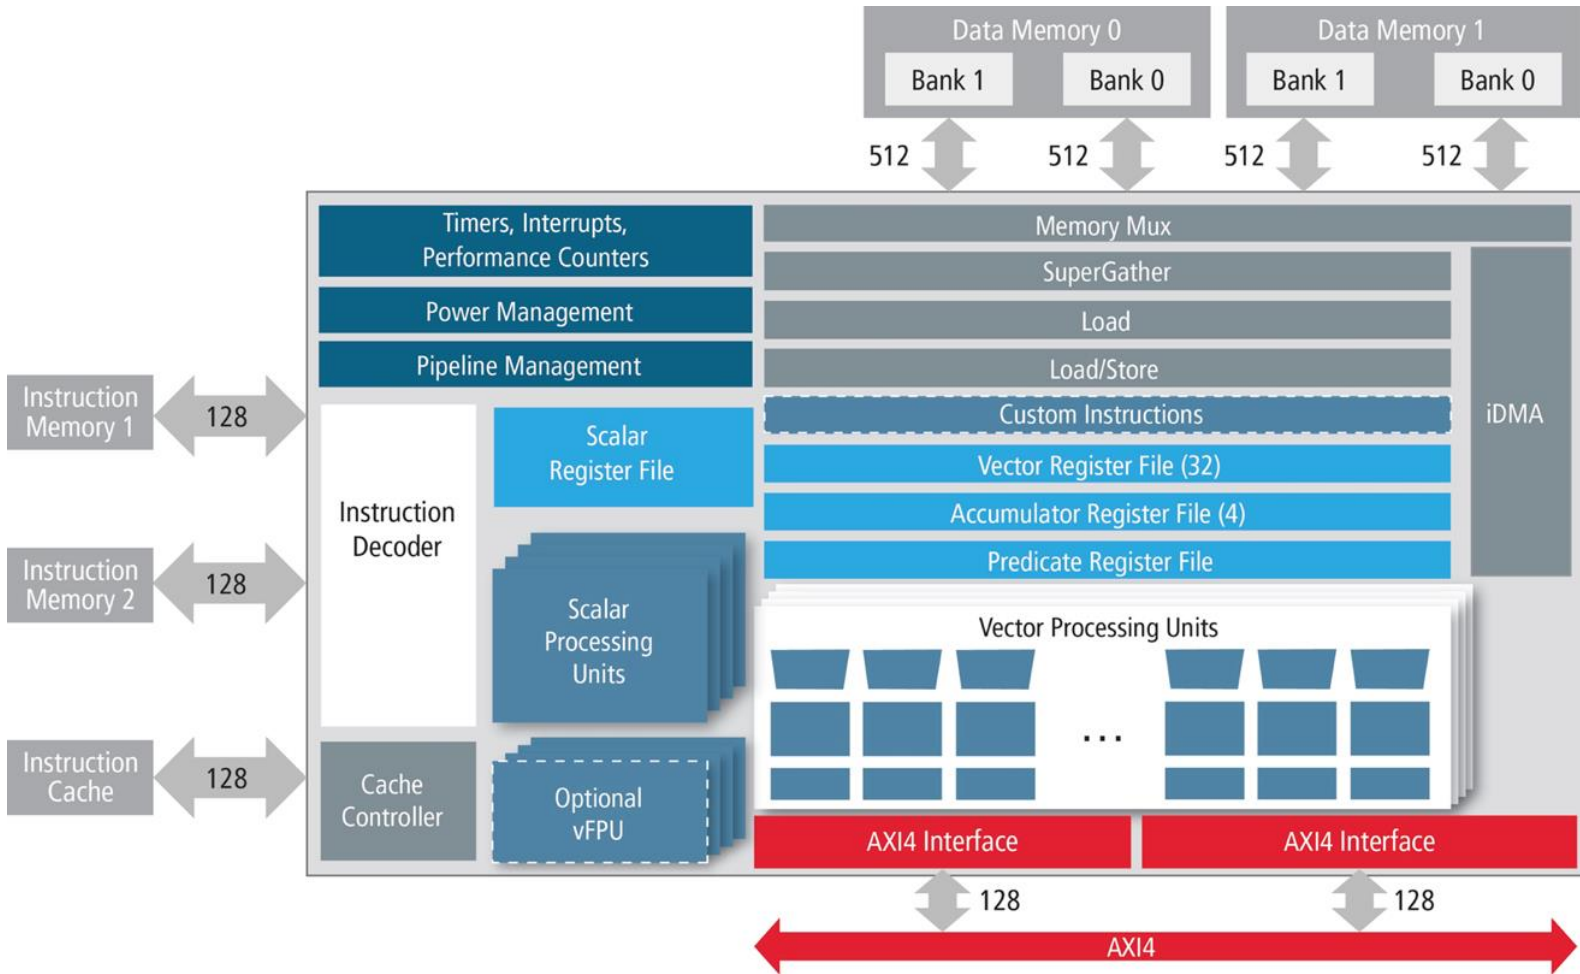 Data Memory 0
Data Memory 1
Bank 1
Bank 0
Bank 1
Bank 0
512
512
512
512
Timers, Interrupts,
Performance Counters
Power Management
Pipeline Management
Memory Mux
SuperGather
Load
Load/Store
Custom Instructions
Vector Register File (32)
Accumulator Register File (4)
Predicate Register File
iDMA
Instruction
Memory 1
128
Instruction
Memory 2
128
Instruction
Cache
128
Instruction
Decoder
Scalar
Register File
Scalar
Processing
Units
Cache
Controller
Optional
vFPU
Vector Processing Units
...
AXI4 Interface
AXI4 Interface
128
128
AXI4